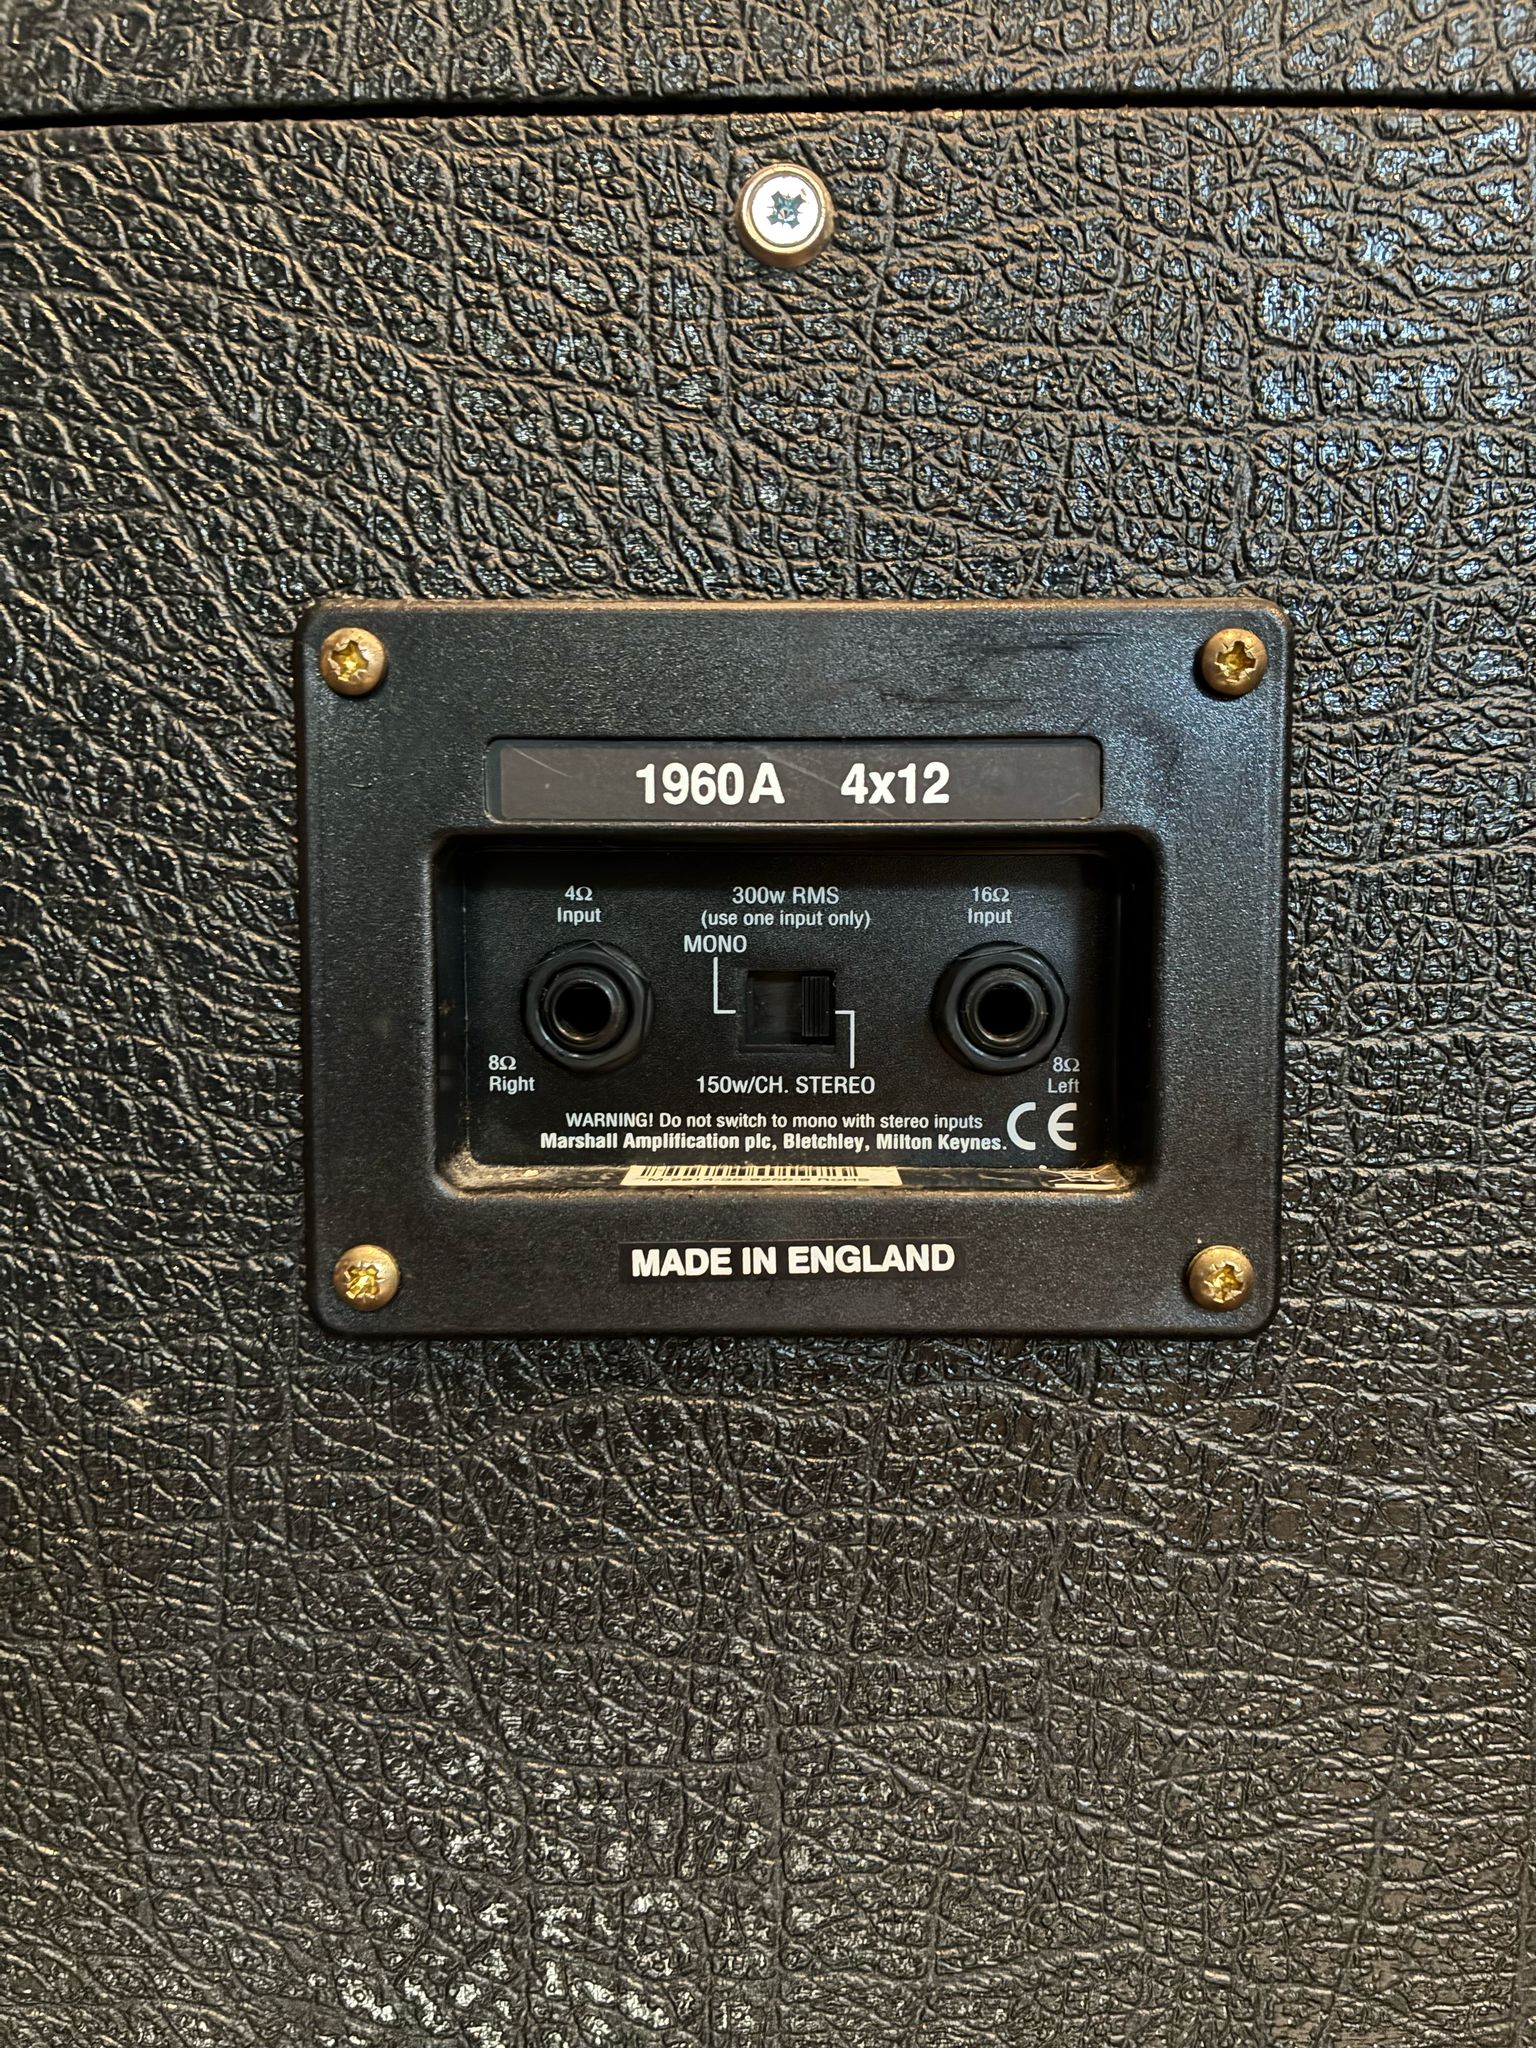 1960A 4x12
4Ω 300w RMS 16Ω
Input (use one input only) Input
MONO
8Ω 8Ω
Right 150w/CH. STEREO Left
WARNING! Do not switch to mono with stereo inputs
Marshall Amplification plc, Bletchley, Milton Keynes. CE
RoHS
MADE IN ENGLAND